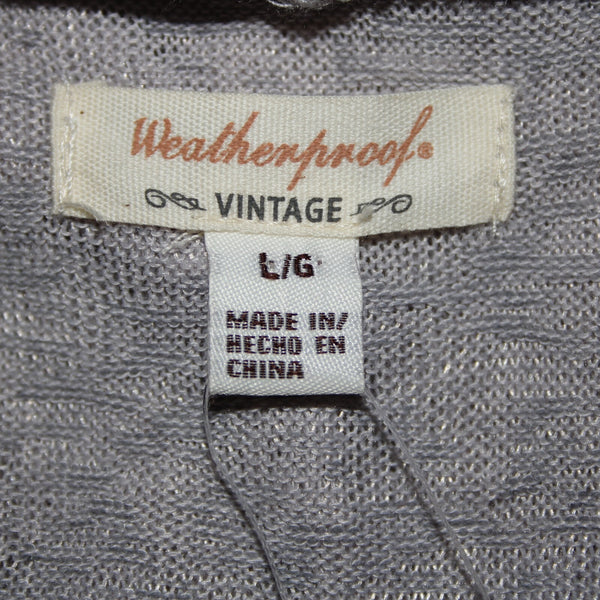 Weatherproof®
VINTAGE
L/G
MADE IN/
HECHO EN
CHINA